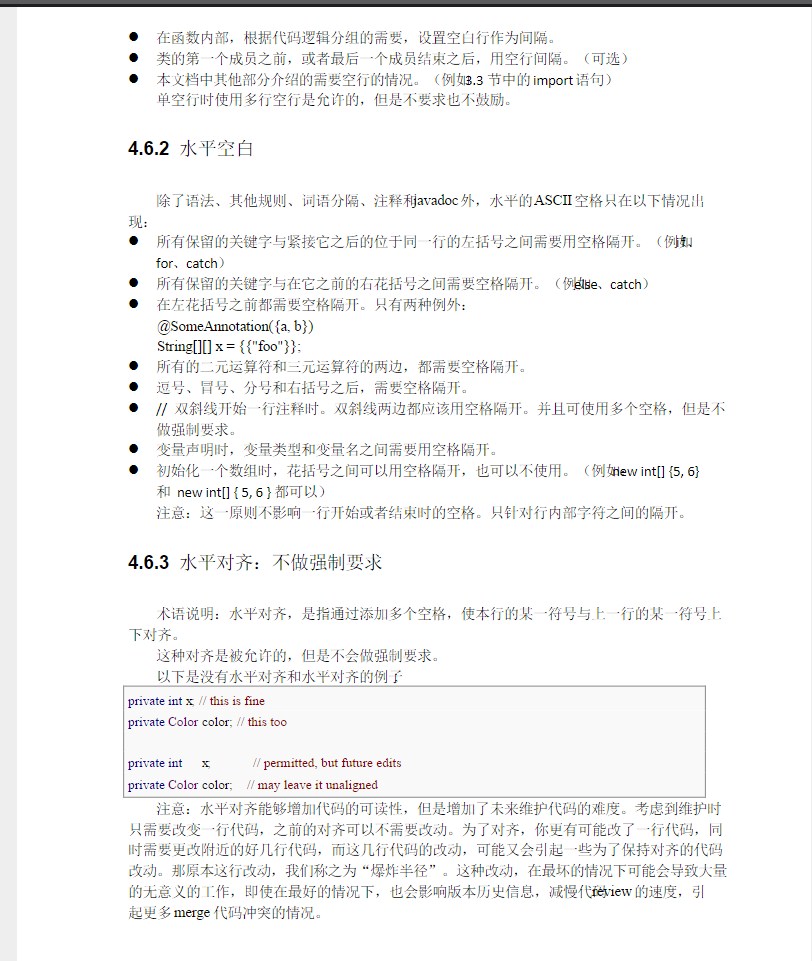 ● 在函数内部，根据代码逻辑分组的需要，设置空白行作为间隔。
● 类的第一个成员之前，或者最后一个成员结束之后，用空行间隔。（可选）
● 本文档中其他部分介绍的需要空行的情况。（例如3.3 节中的 import 语句）
单空行时使用多行空行是允许的，但是不要求也不鼓励。
4.6.2 水平空白
除了语法、其他规则、词语分隔、注释和javadoc 外，水平的 ASCII 空格只在以下情况出
现：
● 所有保留的关键字与紧接它之后的位于同一行的左括号之间需要用空格隔开。（例如
for、catch）
● 所有保留的关键字与在它之前的右花括号之间需要空格隔开。（例如else、catch）
● 在左花括号之前都需要空格隔开。只有两种例外：
@SomeAnnotation({a, b})
String[][] x = {{"foo"}};
● 所有的二元运算符和三元运算符的两边，都需要空格隔开。
● 逗号、冒号、分号和右括号之后，需要空格隔开。
● // 双斜线开始一行注释时。双斜线两边都应该用空格隔开。并且可使用多个空格，但是不
做强制要求。
● 变量声明时，变量类型和变量名之间需要用空格隔开。
● 初始化一个数组时，花括号之间可以用空格隔开，也可以不使用。（例如new int[] {5, 6}
和 new int[] { 5, 6 } 都可以）
注意：这一原则不影响一行开始或者结束时的空格。只针对行内部字符之间的隔开。
4.6.3 水平对齐：不做强制要求
术语说明：水平对齐，是指通过添加多个空格，使本行的某一符号与上一行的某一符号上
下对齐。
这种对齐是被允许的，但是不会做强制要求。
以下是没有水平对齐和水平对齐的例子
private int x; // this is fine
private Color color; // this too
private int x; // permitted, but future edits
private Color color; // may leave it unaligned
注意：水平对齐能够增加代码的可读性，但是增加了未来维护代码的难度。考虑到维护时
只需要改变一行代码，之前的对齐可以不需要改动。为了对齐，你更有可能改了一行代码，同
时需要更改附近的好几行代码，而这几行代码的改动，可能又会引起一些为了保持对齐的代码
改动。那原本这行改动，我们称之为“爆炸半径”。这种改动，在最坏的情况下可能会导致大量
的无意义的工作，即使在最好的情况下，也会影响版本历史信息，减慢代码review 的速度，引
起更多 merge 代码冲突的情况。